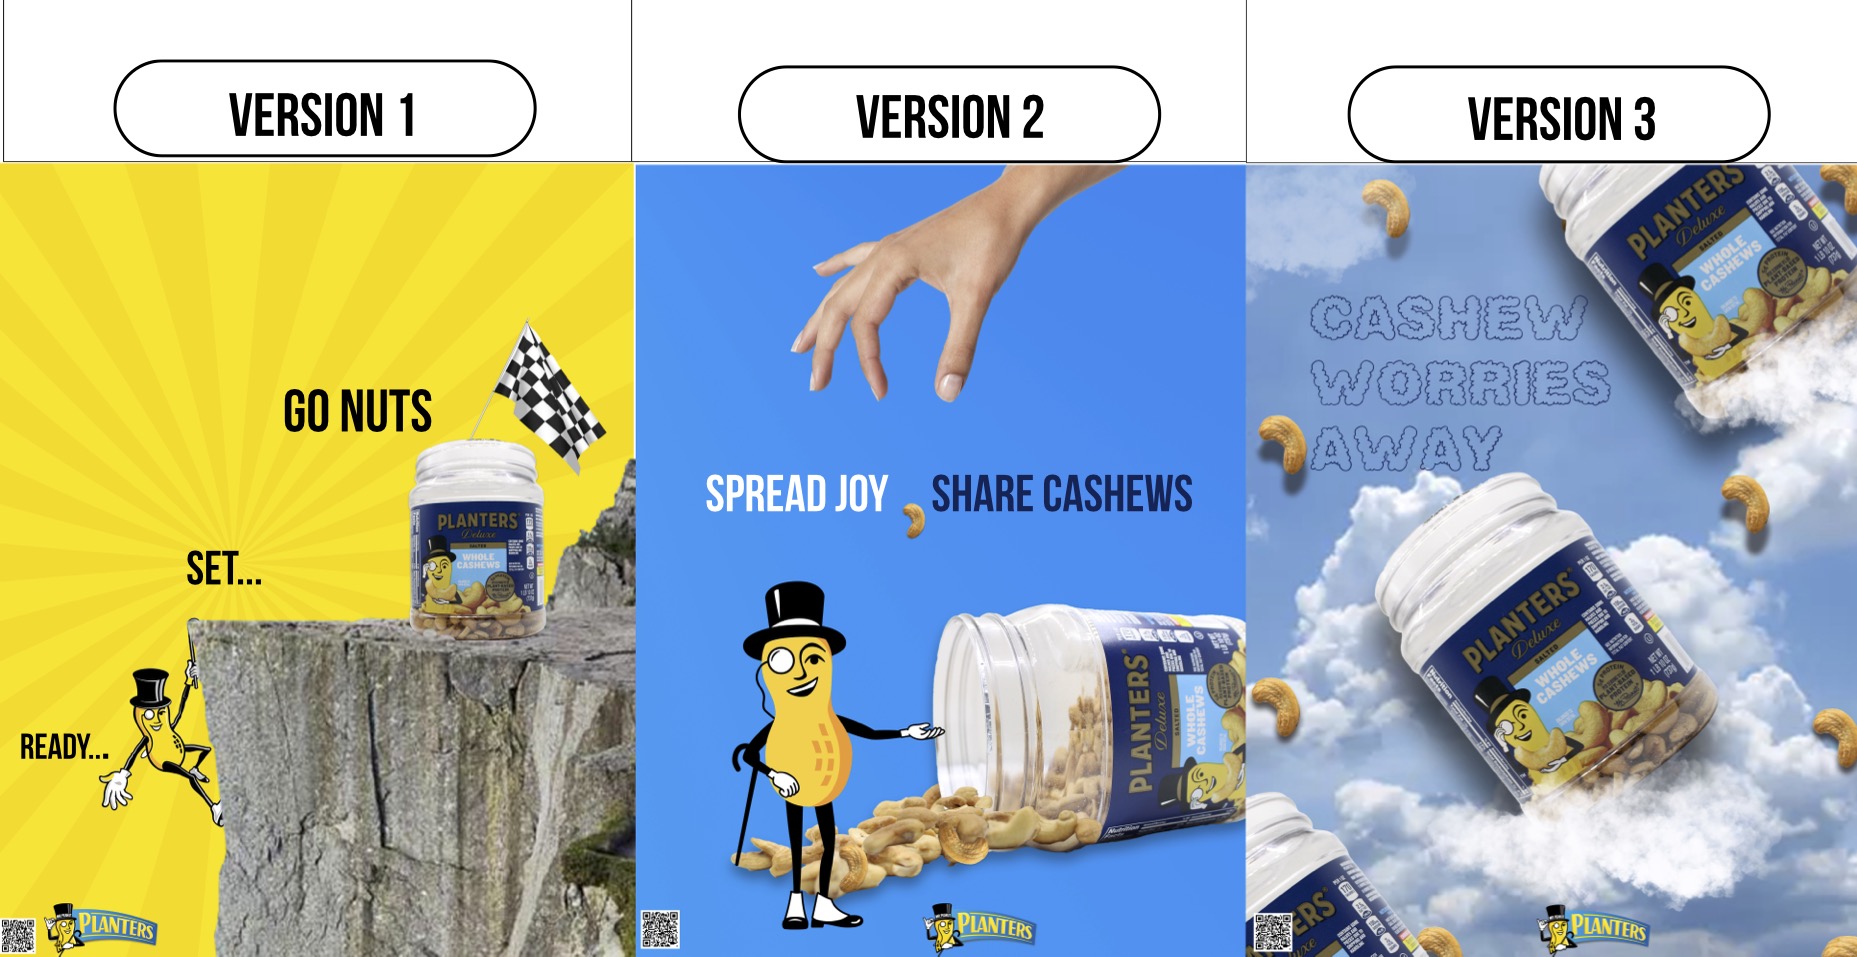 VERSION 1
GO NUTS
SET...
READY...
PLANTERS
Deluxe
SALTED
WHOLE
CASHEWS
PLANTERS
VERSION 2
SPREAD JOY SHARE CASHEWS
PLANTERS
Deluxe
SALTED
WHOLE
CASHEWS
Nutrition
PLANTERS
VERSION 3
PLANTERS
Deluxe
SALTED
WHOLE
CASHEWS
CASHEW
WORRIES
AWAY
PLANTERS
Deluxe
SALTED
WHOLE
CASHEWS
PLANTERS